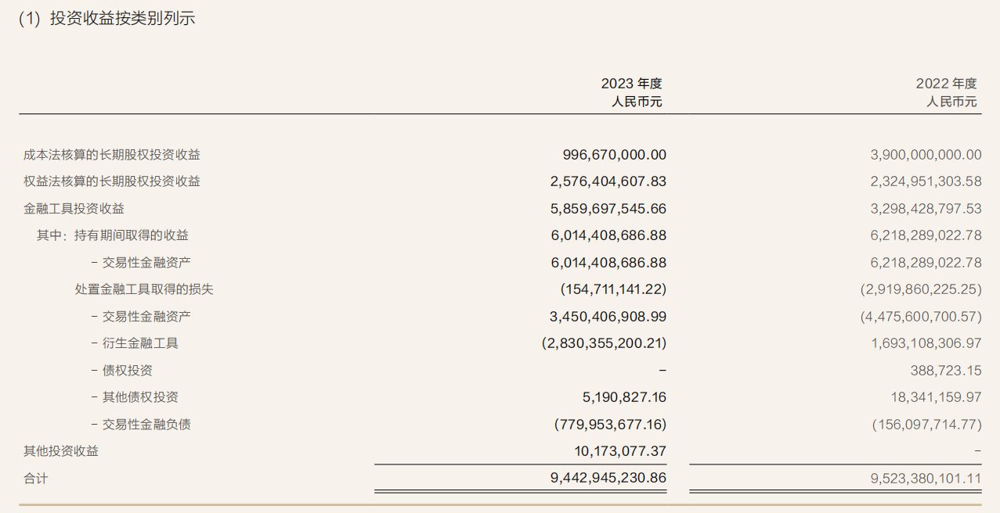 (1) 投资收益按类别列示
2023 年度 2022 年度
人民币元 人民币元
成本法核算的长期股权投资收益 996,670,000.00 3,900,000,000.00
权益法核算的长期股权投资收益 2,576,404,607.83 2,324,951,303.58
金融工具投资收益 5,859,697,545.66 3,298,428,797.53
其中：持有期间取得的收益 6,014,408,686.88 6,218,289,022.78
– 交易性金融资产 6,014,408,686.88 6,218,289,022.78
处置金融工具取得的损失 (154,711,141.22) (2,919,860,225.25)
– 交易性金融资产 3,450,406,908.99 (4,475,600,700.57)
– 衍生金融工具 (2,830,355,200.21) 1,693,108,306.97
– 债权投资 – 388,723.15
– 其他债权投资 5,190,827.16 18,341,159.97
– 交易性金融负债 (779,953,677.16) (156,097,714.77)
其他投资收益 10,173,077.37 –
合计 9,442,945,230.86 9,523,380,101.11